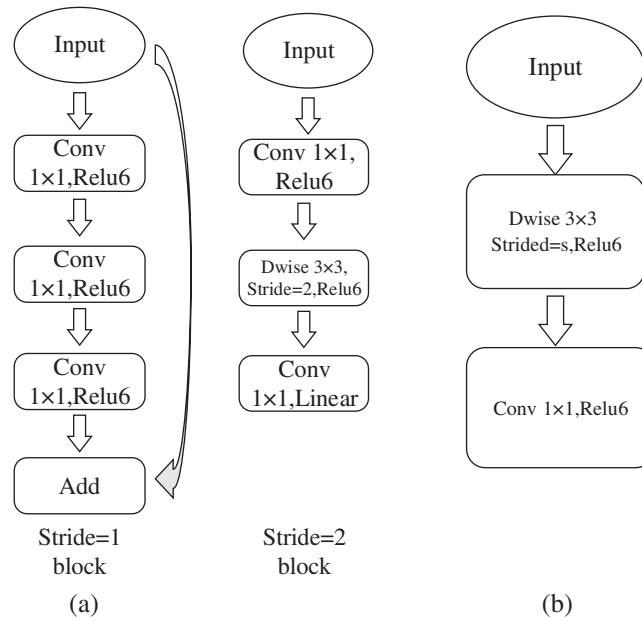 Input
Conv
1×1,Relu6
Conv
1×1,Relu6
Conv
1×1,Relu6
Add
Stride=1
block
(a)
Input
Conv 1×1,
Relu6
Dwise 3×3,
Stride=2,Relu6
Conv
1×1,Linear
Stride=2
block
Input
Dwise 3×3
Strided=s,Relu6
Conv 1×1,Relu6
(b)